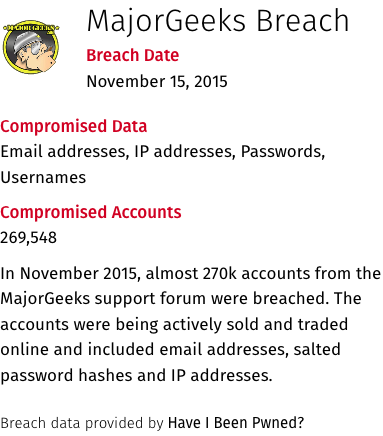 MajorGeeks Breach
Breach Date
November 15, 2015
Compromised Data
Email addresses, IP addresses, Passwords,
Usernames
Compromised Accounts
269,548
In November 2015, almost 270k accounts from the
MajorGeeks support forum were breached. The
accounts were being actively sold and traded
online and included email addresses, salted
password hashes and IP addresses.
Breach data provided by Have I Been Pwned?